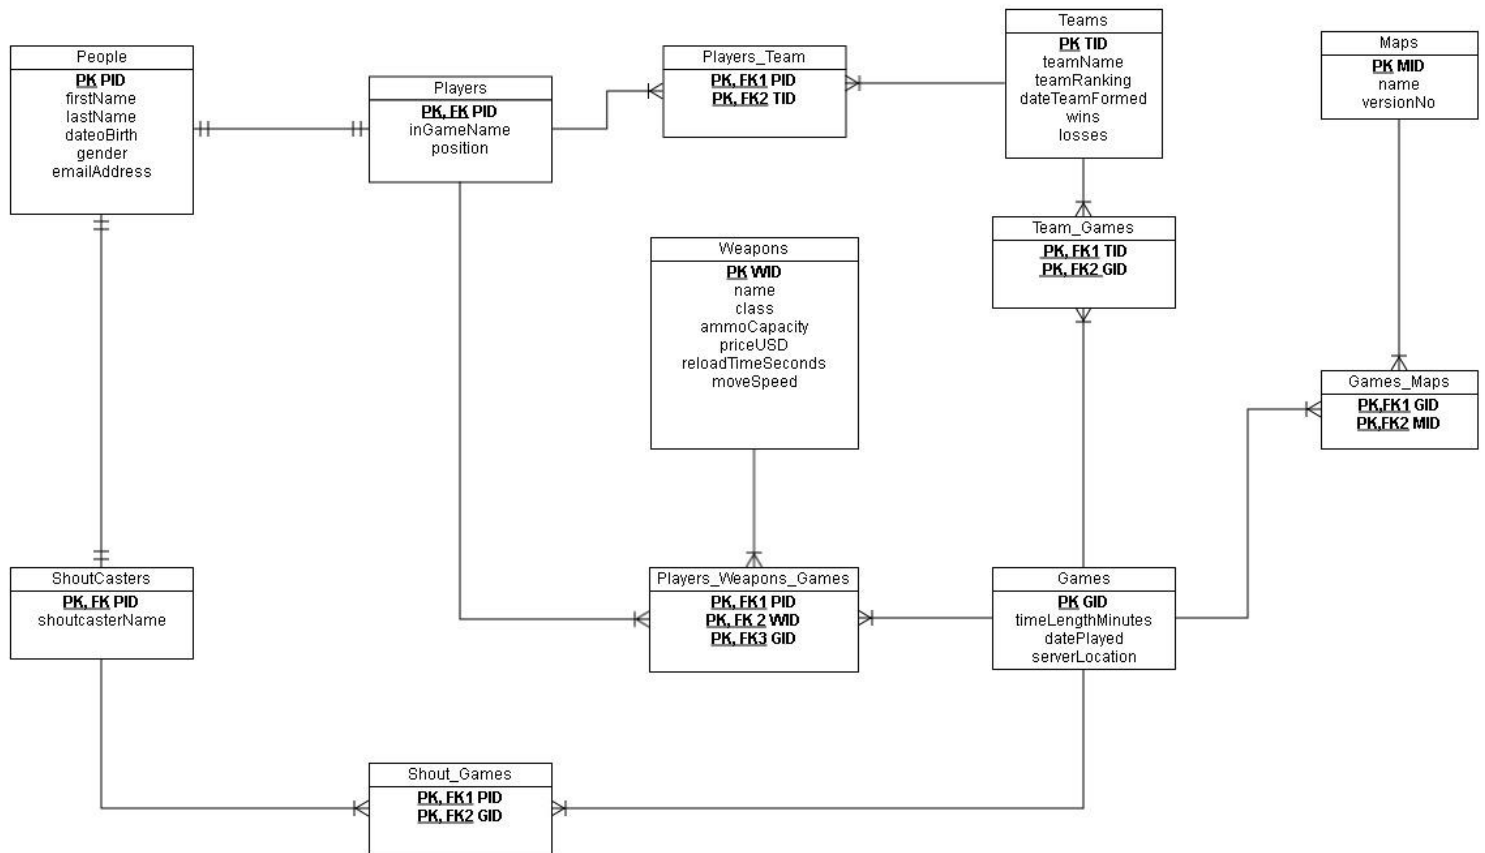 People
PK PID
firstName
lastName
dateoBirth
gender
emailAddress
Players
PK, FK PID
inGameName
position
Players_Team
PK, FK1 PID
PK, FK2 TID
Teams
PK TID
teamName
teamRanking
dateTeamFormed
wins
losses
Maps
PK MID
name
versionNo
Weapons
PK WID
name
class
ammoCapacity
priceUSD
reloadTimeSeconds
moveSpeed
Team_Games
PK, FK1 TID
PK, FK2 GID
Games_Maps
PK,FK1 GID
PK,FK2 MID
ShoutCasters
PK, FK PID
shoutcasterName
Players_Weapons_Games
PK, FK1 PID
PK, FK 2 WID
PK, FK3 GID
Games
PK GID
timeLengthMinutes
datePlayed
serverLocation
Shout_Games
PK, FK1 PID
PK, FK2 GID